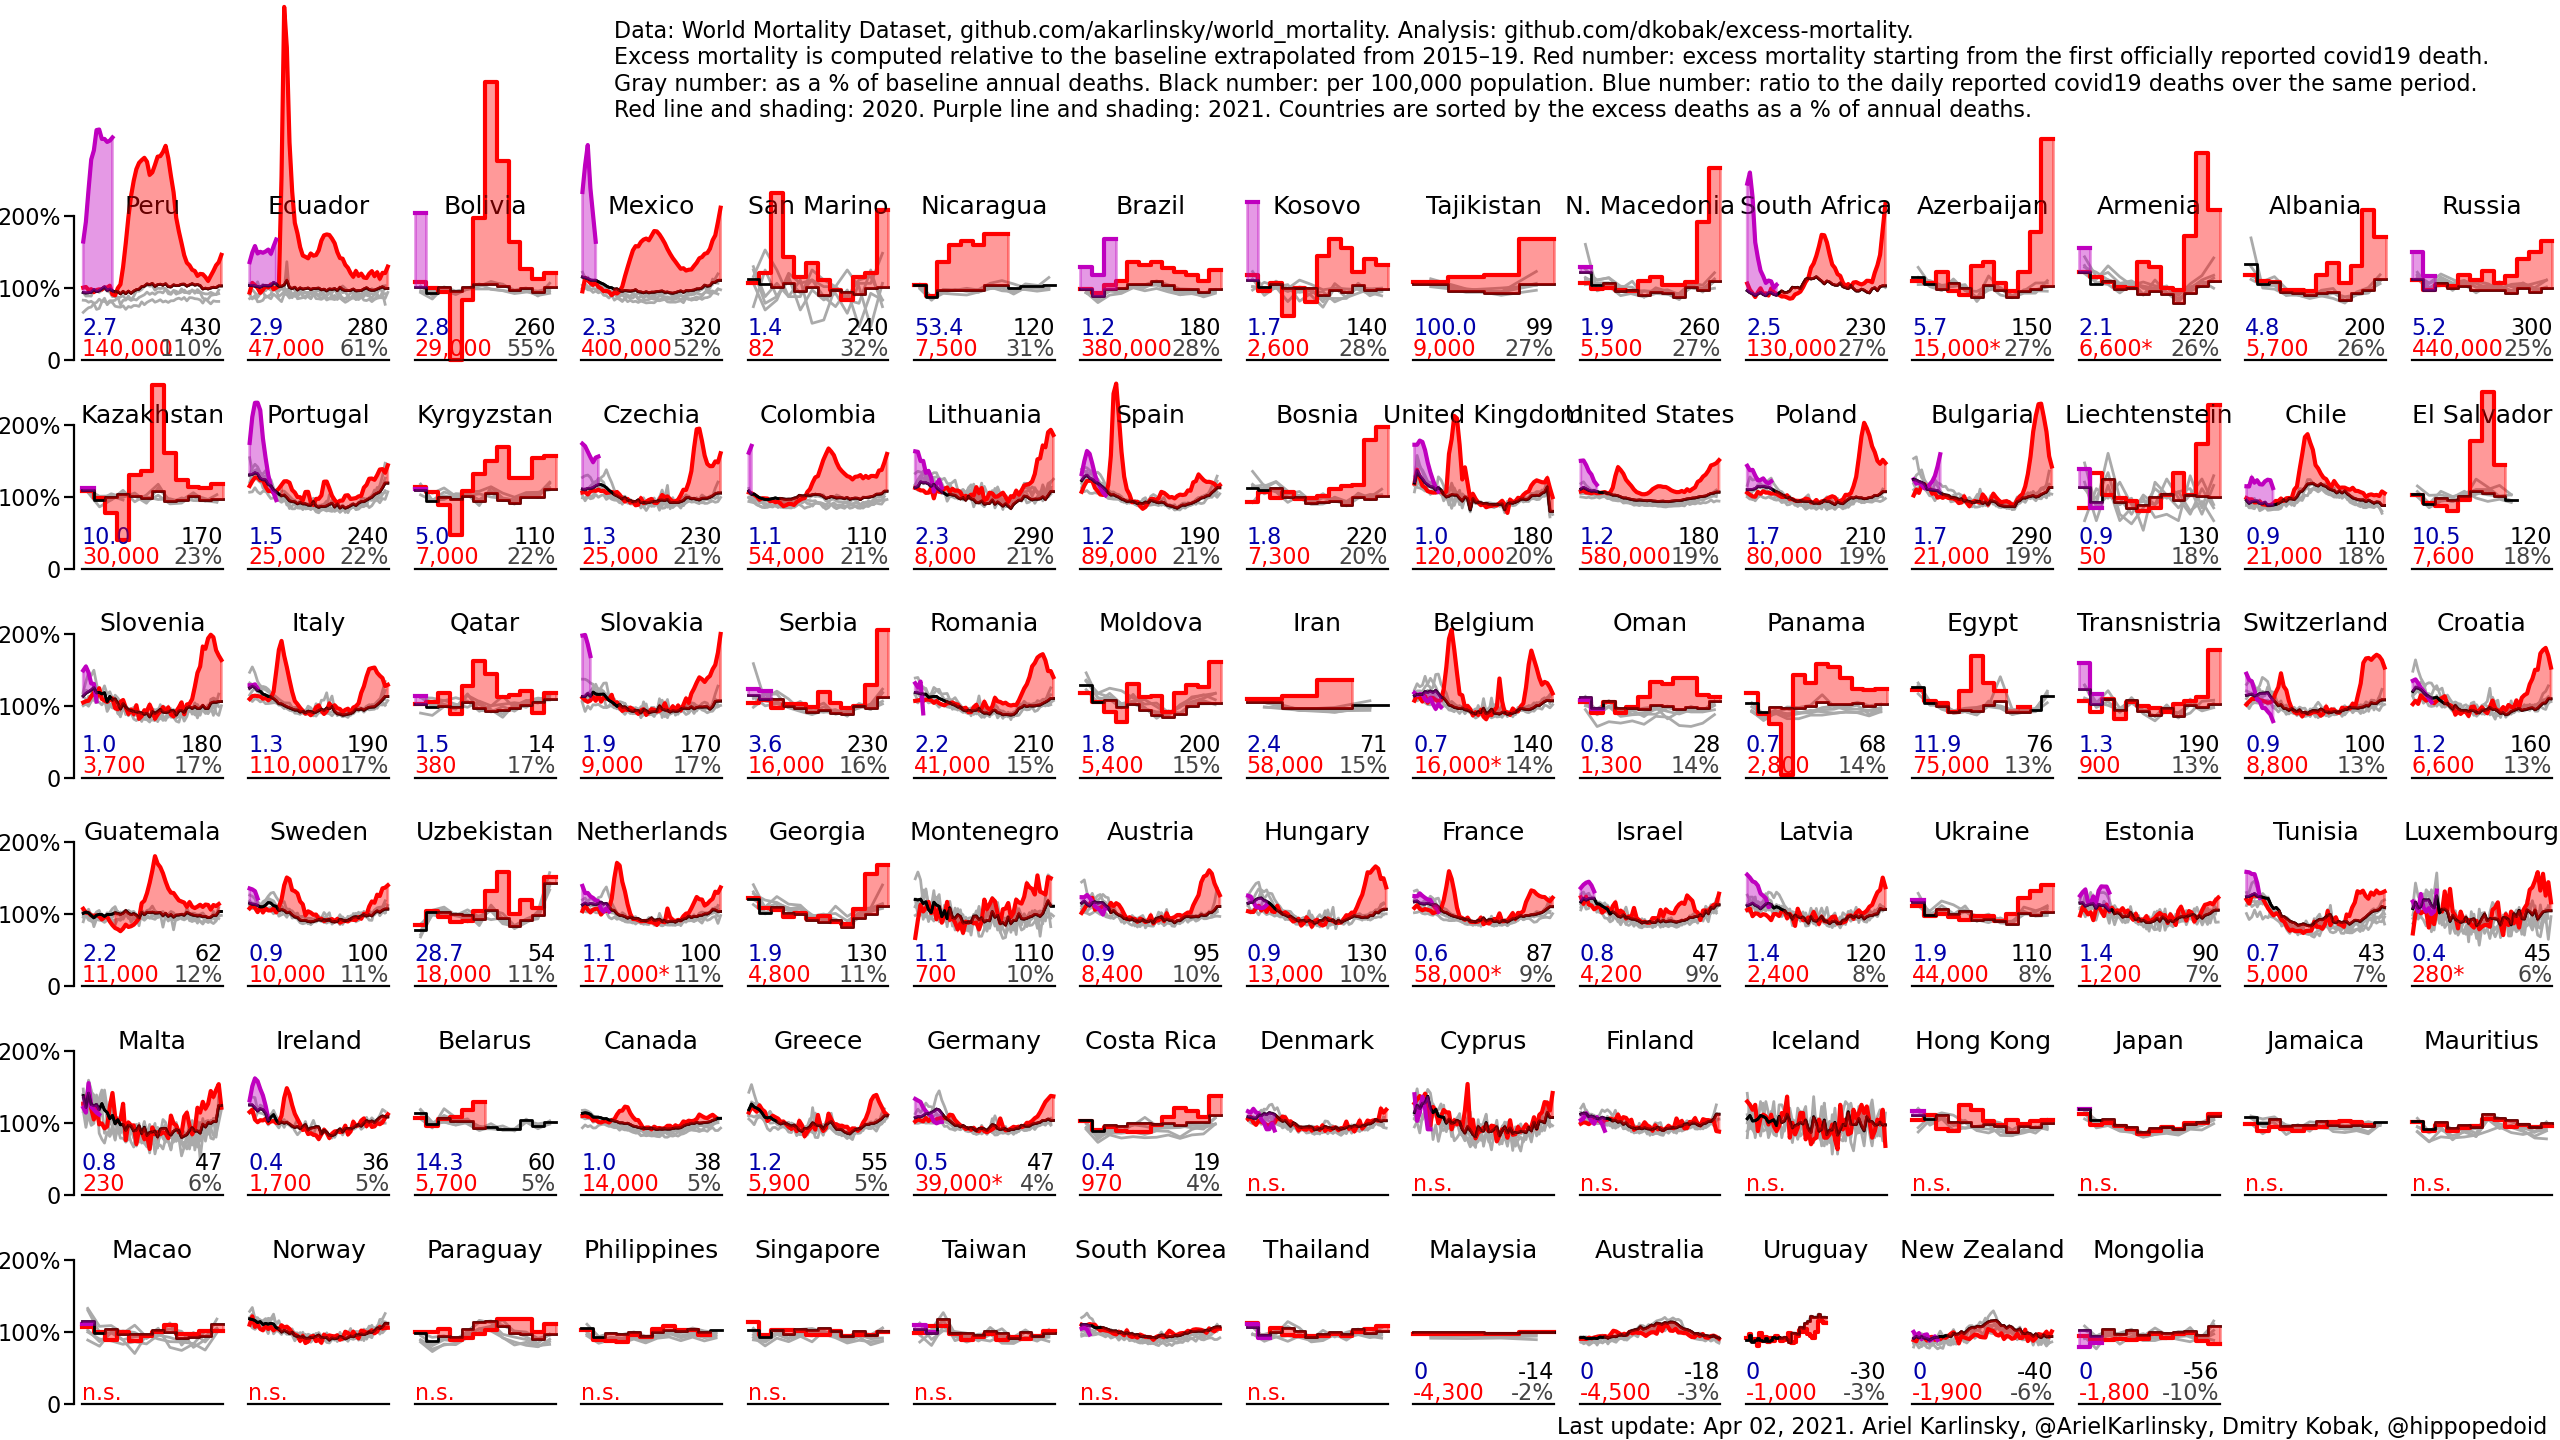 Data: World Mortality Dataset, github.com/akarlinsky/world_mortality. Analysis: github.com/dkobak/excess-mortality.
Excess mortality is computed relative to the baseline extrapolated from 2015–19. Red number: excess mortality starting from the first officially reported covid19 death.
Gray number: as a % of baseline annual deaths. Black number: per 100,000 population. Blue number: ratio to the daily reported covid19 deaths over the same period.
Red line and shading: 2020. Purple line and shading: 2021. Countries are sorted by the excess deaths as a % of annual deaths.
Peru Ecuador Bolivia Mexico San Marino Nicaragua Brazil Kosovo Tajikistan N. Macedonia South Africa Azerbaijan Armenia Albania Russia
200%
100%
2.7 430 2.9 280 2.8 260 2.3 320 1.4 240 53.4 120 1.2 180 1.7 140 100.0 99 1.9 260 2.5 230 5.7 150 2.1 220 4.8 200 5.2 300
0 140,000 110% 47,000 61% 29,000 55% 400,000 52% 82 32% 7,500 31% 380,000 28% 2,600 28% 9,000 27% 5,500 27% 130,000 27% 15,000* 27% 6,600* 26% 5,700 26% 440,000 25%
Kazakhstan Portugal Kyrgyzstan Czechia Colombia Lithuania Spain Bosnia United Kingdom United States Poland Bulgaria Liechtenstein Chile El Salvador
200%
100%
10.0 170 1.5 240 5.0 110 1.3 230 1.1 110 2.3 290 1.2 190 1.8 220 1.0 180 1.2 180 1.7 210 1.7 290 0.9 130 0.9 110 10.5 120
0 30,000 23% 25,000 22% 7,000 22% 25,000 21% 54,000 21% 8,000 21% 89,000 21% 7,300 20% 120,000 20% 580,000 19% 80,000 19% 21,000 19% 50 18% 21,000 18% 7,600 18%
Slovenia Italy Qatar Slovakia Serbia Romania Moldova Iran Belgium Oman Panama Egypt Transnistria Switzerland Croatia
200%
100%
1.0 180 1.3 190 1.5 14 1.9 170 3.6 230 2.2 210 1.8 200 2.4 71 0.7 140 0.8 28 0.7 68 11.9 76 1.3 190 0.9 100 1.2 160
0 3,700 17% 110,000 17% 380 17% 9,000 17% 16,000 16% 41,000 15% 5,400 15% 58,000 15% 16,000* 14% 1,300 14% 2,800 14% 75,000 13% 900 13% 8,800 13% 6,600 13%
Guatemala Sweden Uzbekistan Netherlands Georgia Montenegro Austria Hungary France Israel Latvia Ukraine Estonia Tunisia Luxembourg
200%
100%
2.2 62 0.9 100 28.7 54 1.1 100 1.9 130 1.1 110 0.9 95 0.9 130 0.6 87 0.8 47 1.4 120 1.9 110 1.4 90 0.7 43 0.4 45
0 11,000 12% 10,000 11% 18,000 11% 17,000* 11% 4,800 11% 700 10% 8,400 10% 13,000 10% 58,000* 9% 4,200 9% 2,400 8% 44,000 8% 1,200 7% 5,000 7% 280* 6%
Malta Ireland Belarus Canada Greece Germany Costa Rica Denmark Cyprus Finland Iceland Hong Kong Japan Jamaica Mauritius
200%
100%
0.8 47 0.4 36 14.3 60 1.0 38 1.2 55 0.5 47 0.4 19
0 230 6% 1,700 5% 5,700 5% 14,000 5% 5,900 5% 39,000* 4% 970 4% n.s. n.s. n.s. n.s. n.s. n.s. n.s. n.s.
Macao Norway Paraguay Philippines Singapore Taiwan South Korea Thailand Malaysia Australia Uruguay New Zealand Mongolia
200%
100%
0 -14 0 -18 0 -30 0 -40 0 -56
0 n.s. n.s. n.s. n.s. n.s. n.s. n.s. n.s. -4,300 -2% -4,500 -3% -1,000 -3% -1,900 -6% -1,800 -10%
Last update: Apr 02, 2021. Ariel Karlinsky, @ArielKarlinsky, Dmitry Kobak, @hippopedoid